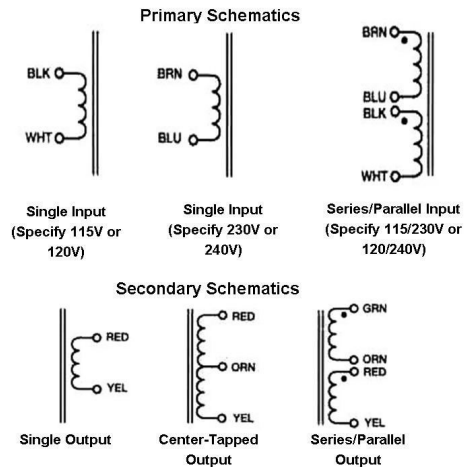 Primary Schematics
BLK
WHT
Single Input
(Specify 115V or
120V)
BRN
BLU
Single Input
(Specify 230V or
240V)
BRN
BLU
BLK
WHT
Series/Parallel Input
(Specify 115/230V or
120/240V)
Secondary Schematics
RED
YEL
Single Output
RED
ORN
YEL
Center-Tapped
Output
GRN
ORN
RED
YEL
Series/Parallel
Output